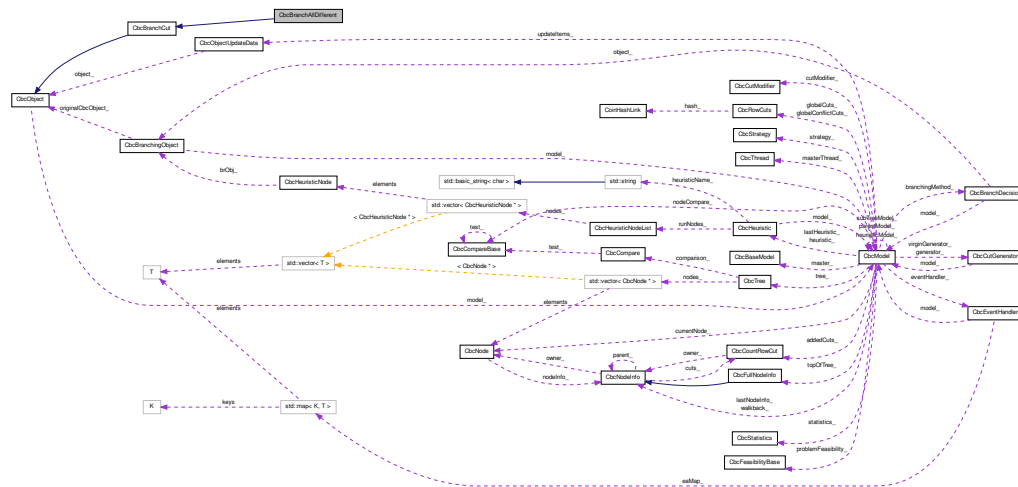 CbcBranchAllDifferent
CbcBranchCut
updateItems_
CbcObjectUpdateData
object_
object_
cutModifier_
CbcCutModifier
CbcObject
originalCbcObject_
CoinHashLink
hash_
CbcRowCuts
globalCuts_
globalConflictCuts_
CbcStrategy
strategy_
CbcBranchingObject
model_
CbcThread
masterThread_
brObj_
CbcHeuristicNode
elements
std::basic_string< char >
std::string
heuristicName_
branchingMethod_
CbcBranchDecision
std::vector< CbcHeuristicNode * >
nodeCompare_
< CbcHeuristicNode * >
nodes_
CbcHeuristicNodeList
runNodes_
CbcHeuristic
model_
subTreeModel_
parentModel_
heuristicModel_
model_
test_
CbcCompareBase
lastHeuristic_
heuristic_
virginGenerator_
generator_
CbcCutGenerator
test_
CbcCompare
CbcBaseModel
master_
CbcModel
model_
T
elements
std::vector< T >
< CbcNode * >
comparison_
eventHandler_
std::vector< CbcNode * >
nodes_
CbcTree
tree_
model_
elements
elements
model_
CbcEventHandler
currentNode_
CbcNode
owner_
parent_
owner_
CbcCountRowCut
addedCuts_
nodeInfo_
CbcNodeInfo
cuts_
CbcFullNodeInfo
topOfTree_
K
keys
std::map< K, T >
lastNodeInfo_
walkback_
statistics_
CbcStatistics
problemFeasibility_
CbcFeasibilityBase
eaMap_